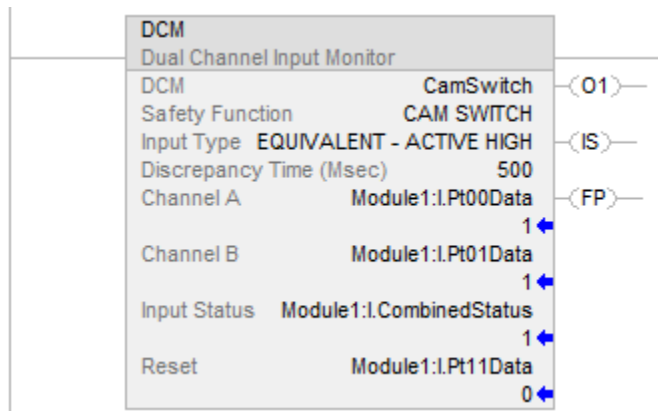 DCM
Dual Channel Input Monitor
DCM CamSwitch (O1)
Safety Function CAM SWITCH
Input Type EQUIVALENT - ACTIVE HIGH (IS)
Discrepancy Time (Msec) 500
Channel A Module1:I.Pt00Data (FP)
1
Channel B Module1:I.Pt01Data
1
Input Status Module1:I.CombinedStatus
1
Reset Module1:I.Pt11Data
0